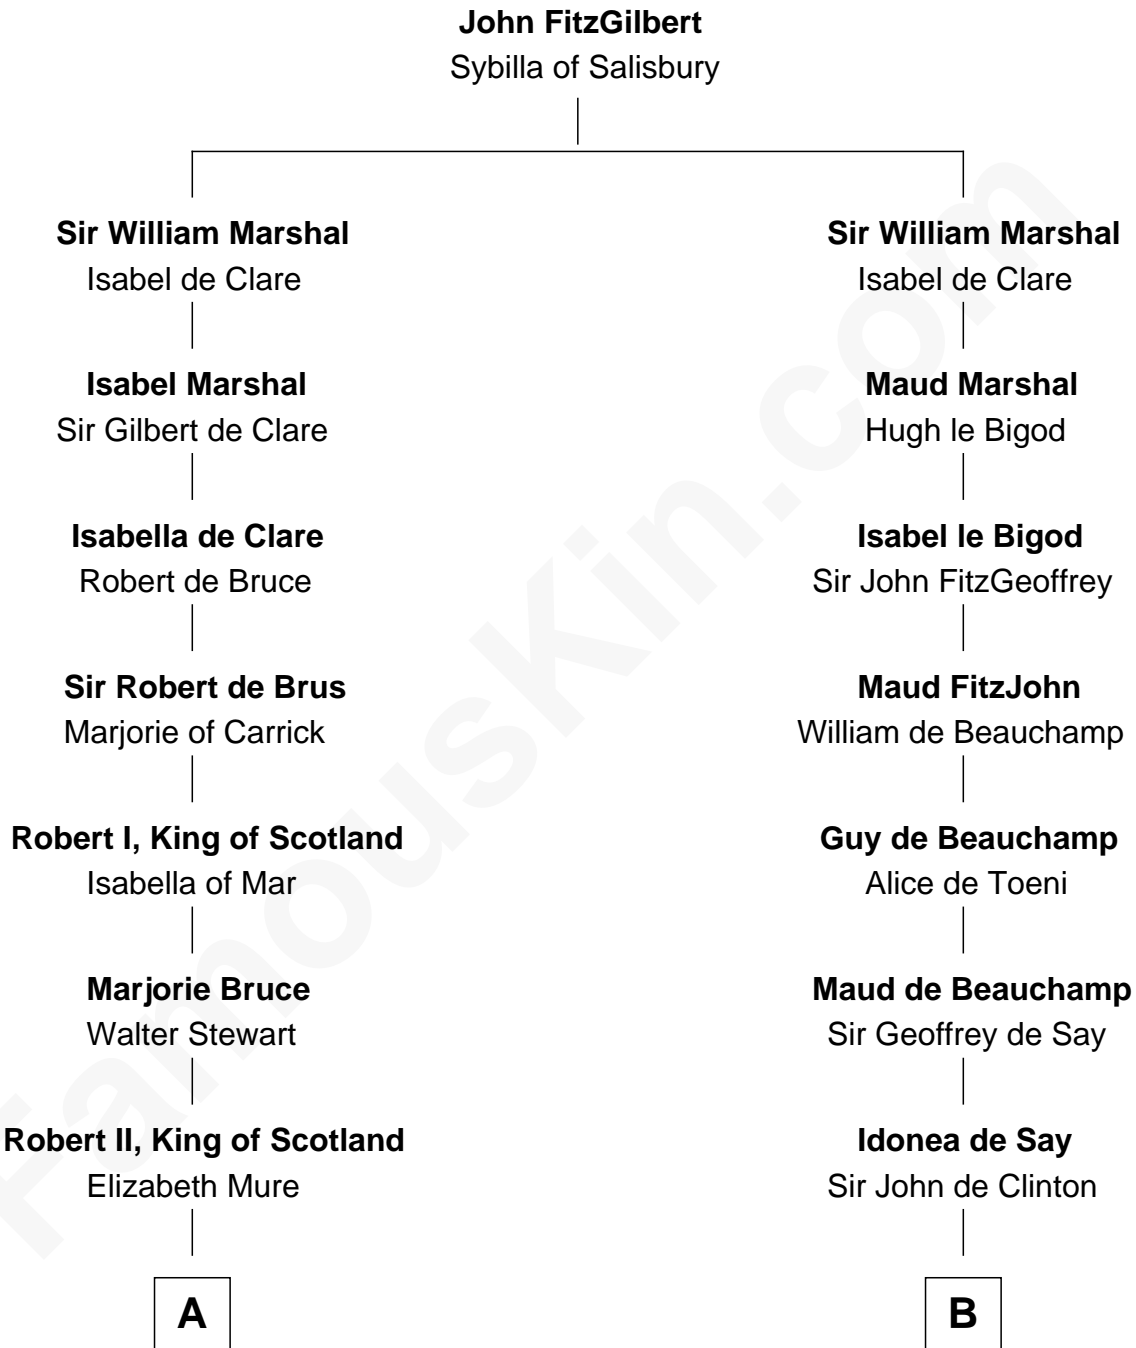 John FitzGilbert
Sybilla of Salisbury
Sir William Marshal
Isabel de Clare
Isabel Marshal
Sir Gilbert de Clare
Isabella de Clare
Robert de Bruce
Sir Robert de Brus
Marjorie of Carrick
Robert I, King of Scotland
Isabella of Mar
Marjorie Bruce
Walter Stewart
Robert II, King of Scotland
Elizabeth Mure
A
Sir William Marshal
Isabel de Clare
Maud Marshal
Hugh le Bigod
Isabel le Bigod
Sir John FitzGeoffrey
Maud FitzJohn
William de Beauchamp
Guy de Beauchamp
Alice de Toeni
Maud de Beauchamp
Sir Geoffrey de Say
Idonea de Say
Sir John de Clinton
B
FamousKin.com